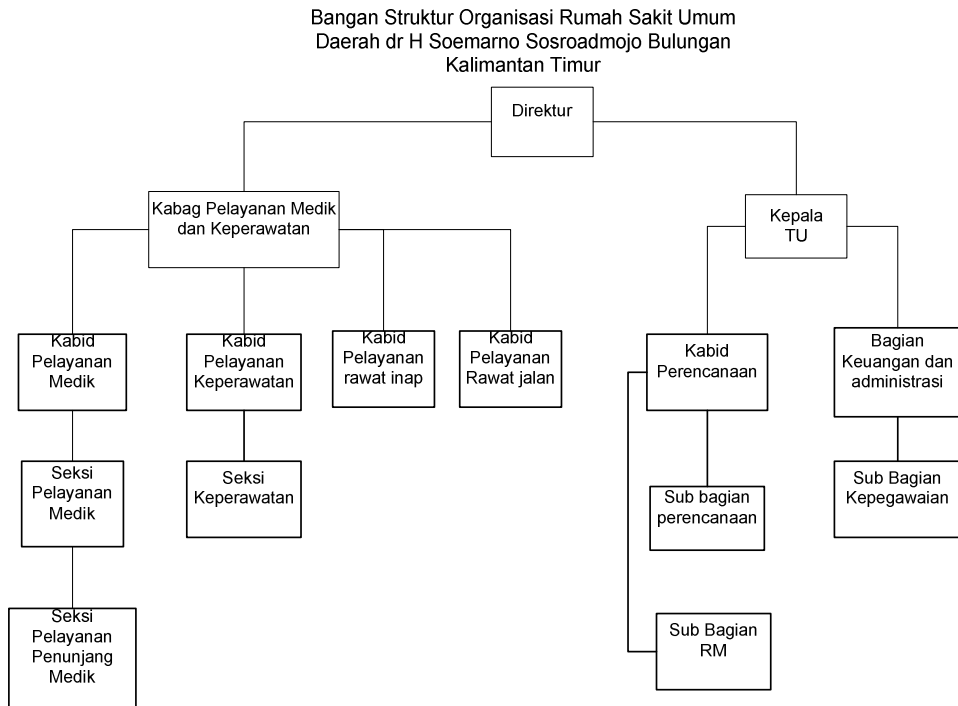 Bangan Struktur Organisasi Rumah Sakit Umum
Daerah dr H Soemarno Sosroadmojo Bulungan
Kalimantan Timur
Direktur
Kabag Pelayanan Medik
dan Keperawatan
Kepala
TU
Kabid
Pelayanan
Medik
Kabid
Pelayanan
Keperawatan
Kabid
Pelayanan
rawat inap
Kabid
Pelayanan
Rawat jalan
Kabid
Perencanaan
Bagian
Keuangan dan
administrasi
Seksi
Pelayanan
Medik
Seksi
Keperawatan
Sub bagian
perencanaan
Sub Bagian
Kepegawaian
Seksi
Pelayanan
Penunjang
Medik
Sub Bagian
RM